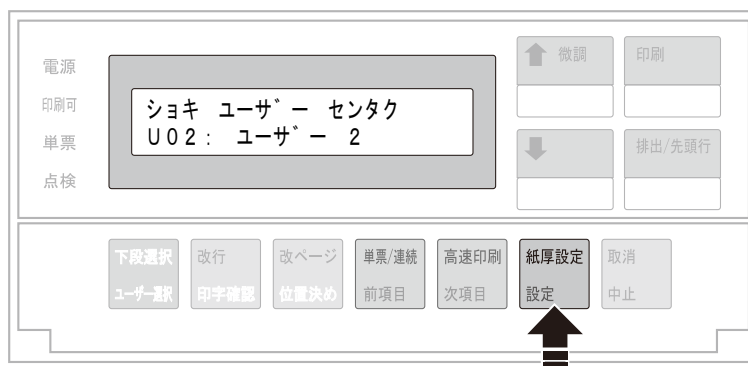 電源
印刷可
単票
点検
ショキ ユーザー センタク
U02: ユーザー 2
微調
印刷
排出/先頭行
下段選択
ユーザー選択
改行
印字確認
改ページ
位置決め
単票/連続
前項目
高速印刷
次項目
紙厚設定
設定
取消
中止